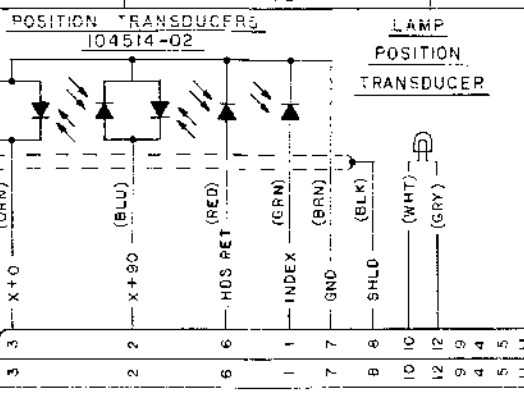 POSITION TRANSDUCERS
104514-02
LAMP
POSITION
TRANSDUCER
(BLU)
(RED)
(GRN)
(BRN)
(BLK)
(WHT)
(GRY)
X+0
X+90
HDS RET
INDEX
GND
SHLD
3 2 6 1 7 8 10 12 9 4 5
3 2 6 1 7 8 10 12 9 4 5